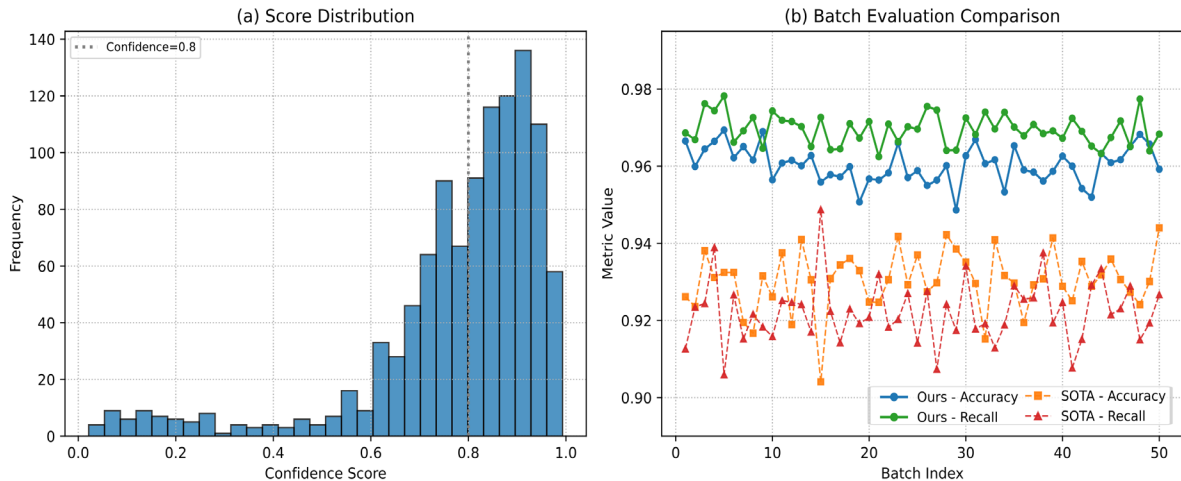 (a) Score Distribution
Confidence=0.8
Frequency
140
120
100
80
60
40
20
0
0.0 0.2 0.4 0.6 0.8 1.0
Confidence Score
(b) Batch Evaluation Comparison
Metric Value
0.98
0.96
0.94
0.92
0.90
Ours - Accuracy
Ours - Recall
SOTA - Accuracy
SOTA - Recall
0 10 20 30 40 50
Batch Index